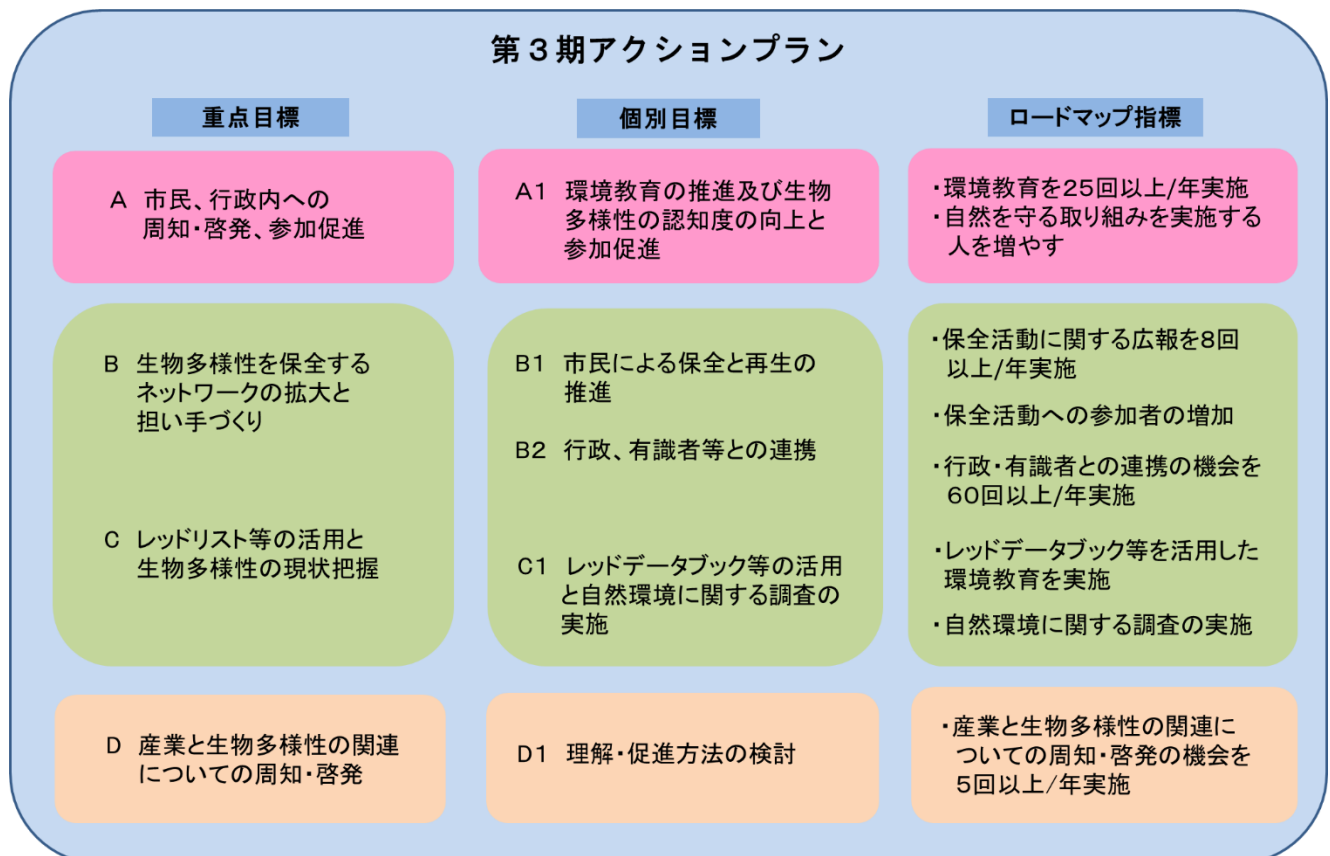 第3期アクションプラン
重点目標
個別目標
ロードマップ指標
A 市民、行政内への
周知・啓発、参加促進
A1 環境教育の推進及び生物
多様性の認知度の向上と
参加促進
・環境教育を25回以上/年実施
・自然を守る取り組みを実施する
人を増やす
B 生物多様性を保全する
ネットワークの拡大と
担い手づくり
C レッドリスト等の活用と
生物多様性の現状把握
B1 市民による保全と再生の
推進
B2 行政、有識者等との連携
C1 レッドデータブック等の活用
と自然環境に関する調査の
実施
・保全活動に関する広報を8回
以上/年実施
・保全活動への参加者の増加
・行政・有識者との連携の機会を
60回以上/年実施
・レッドデータブック等を活用した
環境教育を実施
・自然環境に関する調査の実施
D 産業と生物多様性の関連
についての周知・啓発
D1 理解・促進方法の検討
・産業と生物多様性の関連に
ついての周知・啓発の機会を
5回以上/年実施